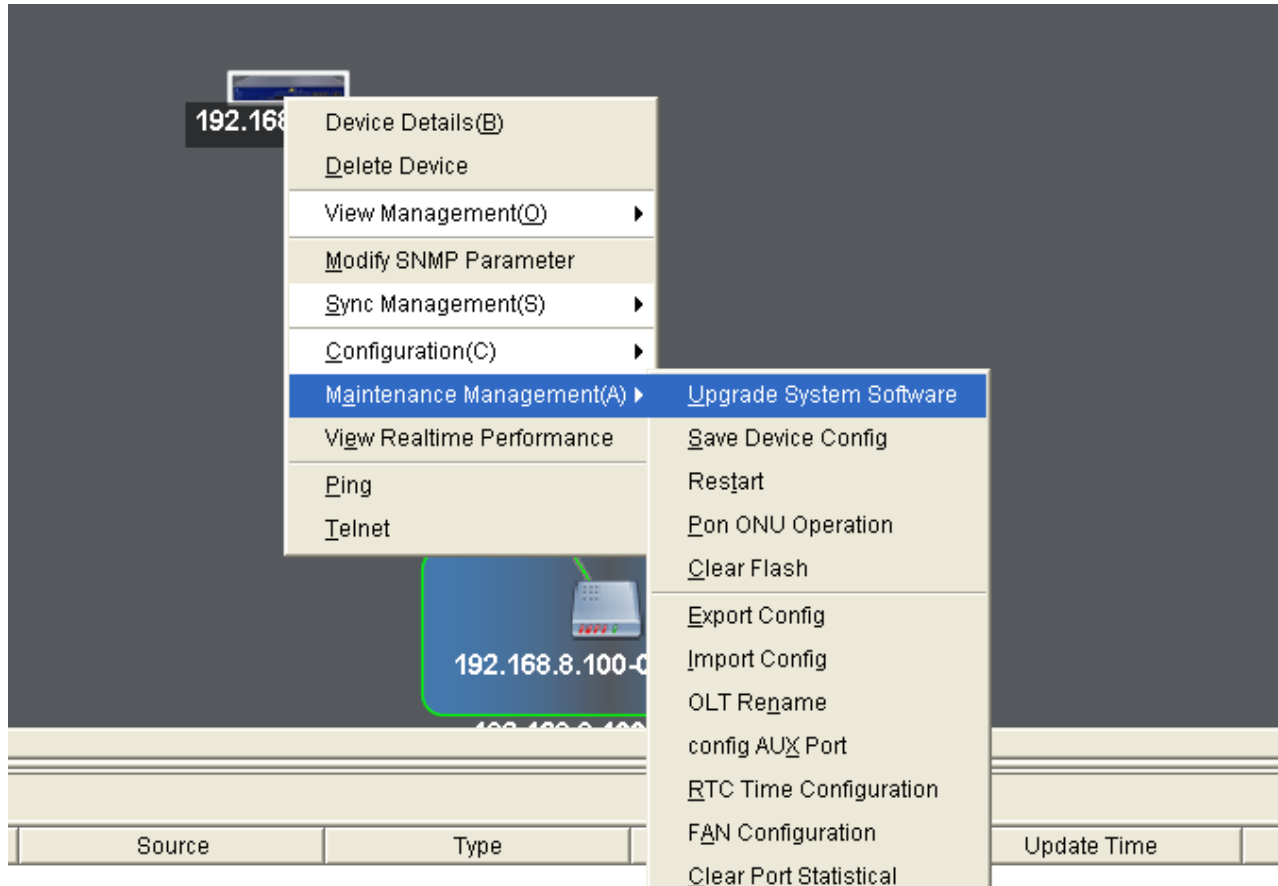 192.168
Device Details(B)
Delete Device
View Management(O)
Modify SNMP Parameter
Sync Management(S)
Configuration(C)
Maintenance Management(A)
View Realtime Performance
Ping
Telnet
Upgrade System Software
Save Device Config
Restart
Pon ONU Operation
Clear Flash
Export Config
Import Config
OLT Rename
config AUX Port
RTC Time Configuration
FAN Configuration
Clear Port Statistical
192.168.8.100-0
Source Type Update Time